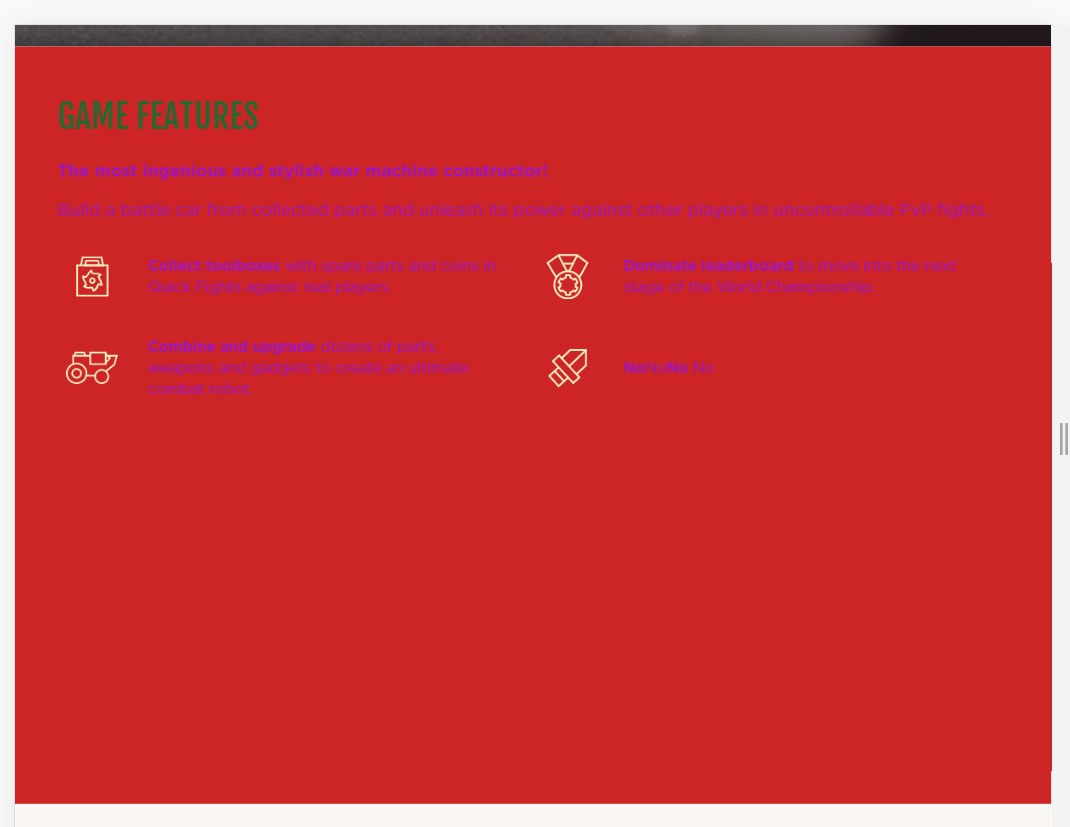 GAME FEATURES
The most ingenious and stylish war machine constructor!
Build a battle car from collected parts and unleash its power against other players in uncontrollable PvP fights.
Collect toolboxes with spare parts and coins in
Quick Fights against real players.
Dominate leaderboard to move into the next
stage of the World Championship.
Combine and upgrade dozens of parts,
weapons and gadgets to create an ultimate
combat robot.
NoNoNo No